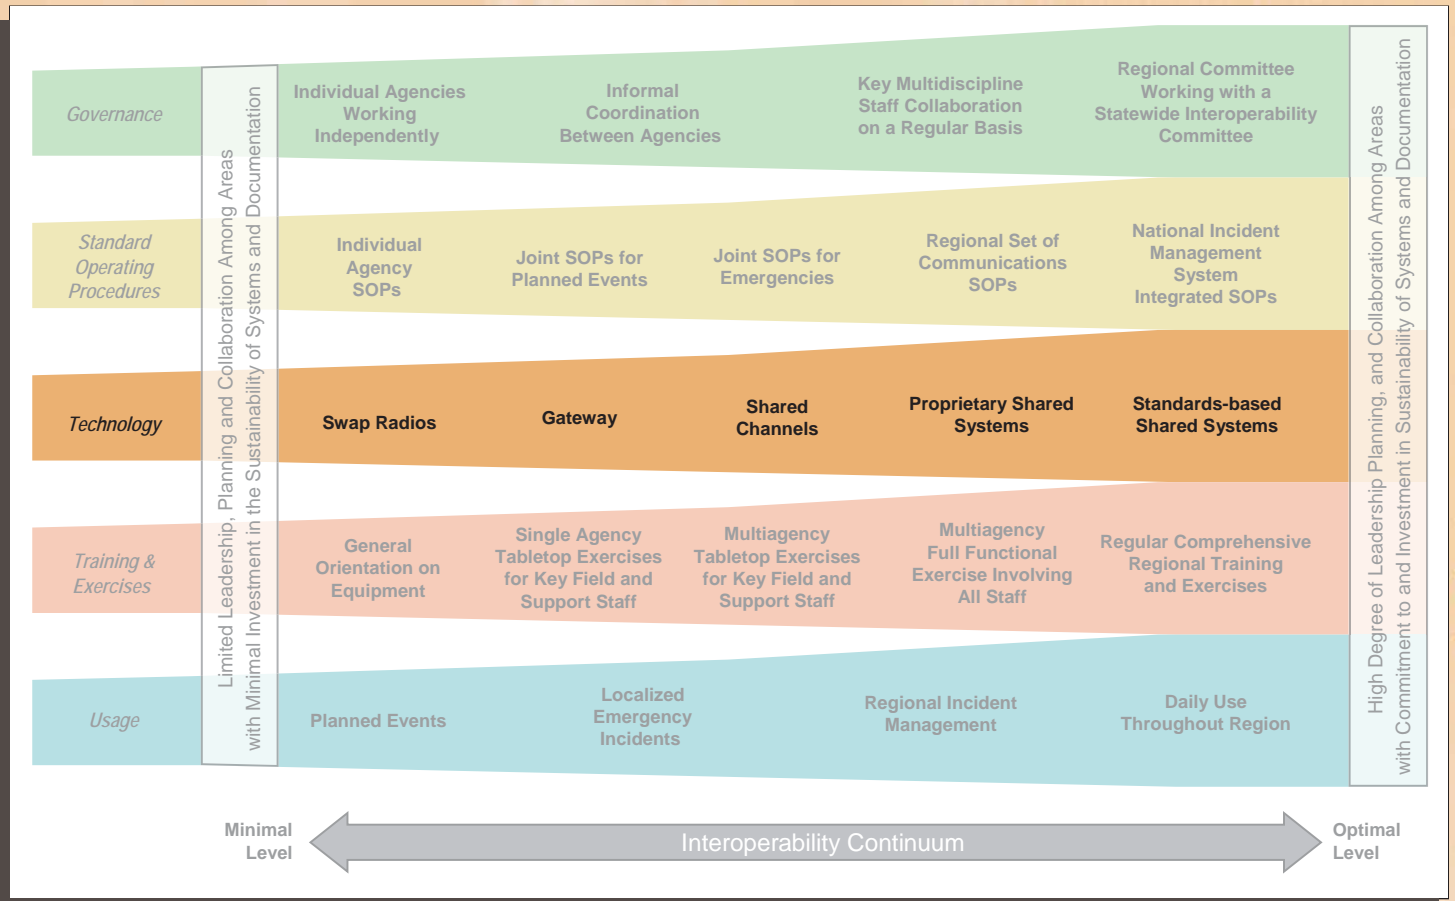 Governance
Individual Agencies
Working
Independently
Informal
Coordination
Between Agencies
Key Multidiscipline
Staff Collaboration
on a Regular Basis
Regional Committee
Working with a
Statewide Interoperability
Committee
Standard
Operating
Procedures
Individual
Agency
SOPs
Joint SOPs for
Planned Events
Joint SOPs for
Emergencies
Regional Set of
Communications
SOPs
National Incident
Management
System
Integrated SOPs
Technology
Swap Radios
Gateway
Shared
Channels
Proprietary Shared
Systems
Standards-based
Shared Systems
Training &
Exercises
General
Orientation on
Equipment
Single Agency
Tabletop Exercises
for Key Field and
Support Staff
Multiagency
Tabletop Exercises
for Key Field and
Support Staff
Multiagency
Full Functional
Exercise Involving
All Staff
Regular Comprehensive
Regional Training
and Exercises
Usage
Planned Events
Localized
Emergency
Incidents
Regional Incident
Management
Daily Use
Throughout Region
Limited Leadership, Planning and Collaboration Among Areas
with Minimal Investment in the Sustainability of Systems and Documentation
High Degree of Leadership Planning, and Collaboration Among Areas
with Commitment to and Investment in Sustainability of Systems and Documentation
Minimal
Level
Interoperability Continuum
Optimal
Level